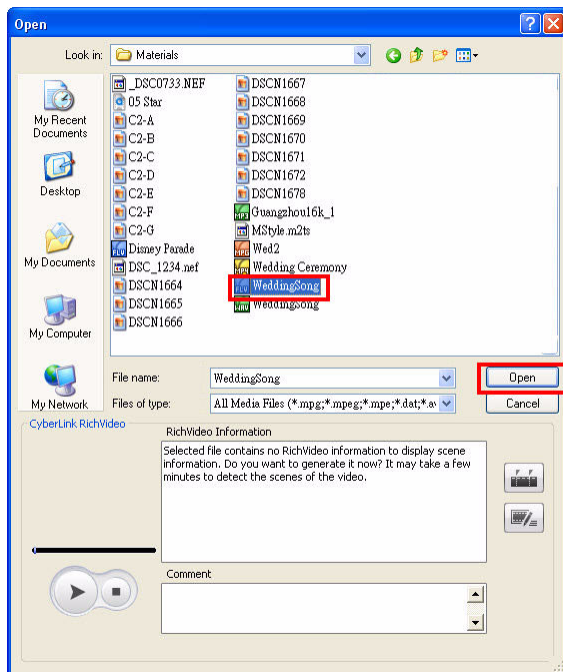 Open
Look in: Materials
My Recent Documents
Desktop
My Documents
My Computer
My Network
_DSC0733.NEF
05 Star
C2-A
C2-B
C2-C
C2-D
C2-E
C2-F
C2-G
Disney Parade
DSC_1234.nef
DSCN1664
DSCN1665
DSCN1666
DSCN1667
DSCN1668
DSCN1669
DSCN1670
DSCN1671
DSCN1672
DSCN1678
Guangzhou16k_1
MStyle.m2ts
Wed2
Wedding Ceremony
WeddingSong
WeddingSong
File name: WeddingSong
Open
Files of type: All Media Files (*.mpg;*.mpeg;*.mpe;*.dat;*.a
Cancel
CyberLink RichVideo
RichVideo Information
Selected file contains no RichVideo information to display scene
information. Do you want to generate it now? It may take a few
minutes to detect the scenes of the video.
Comment